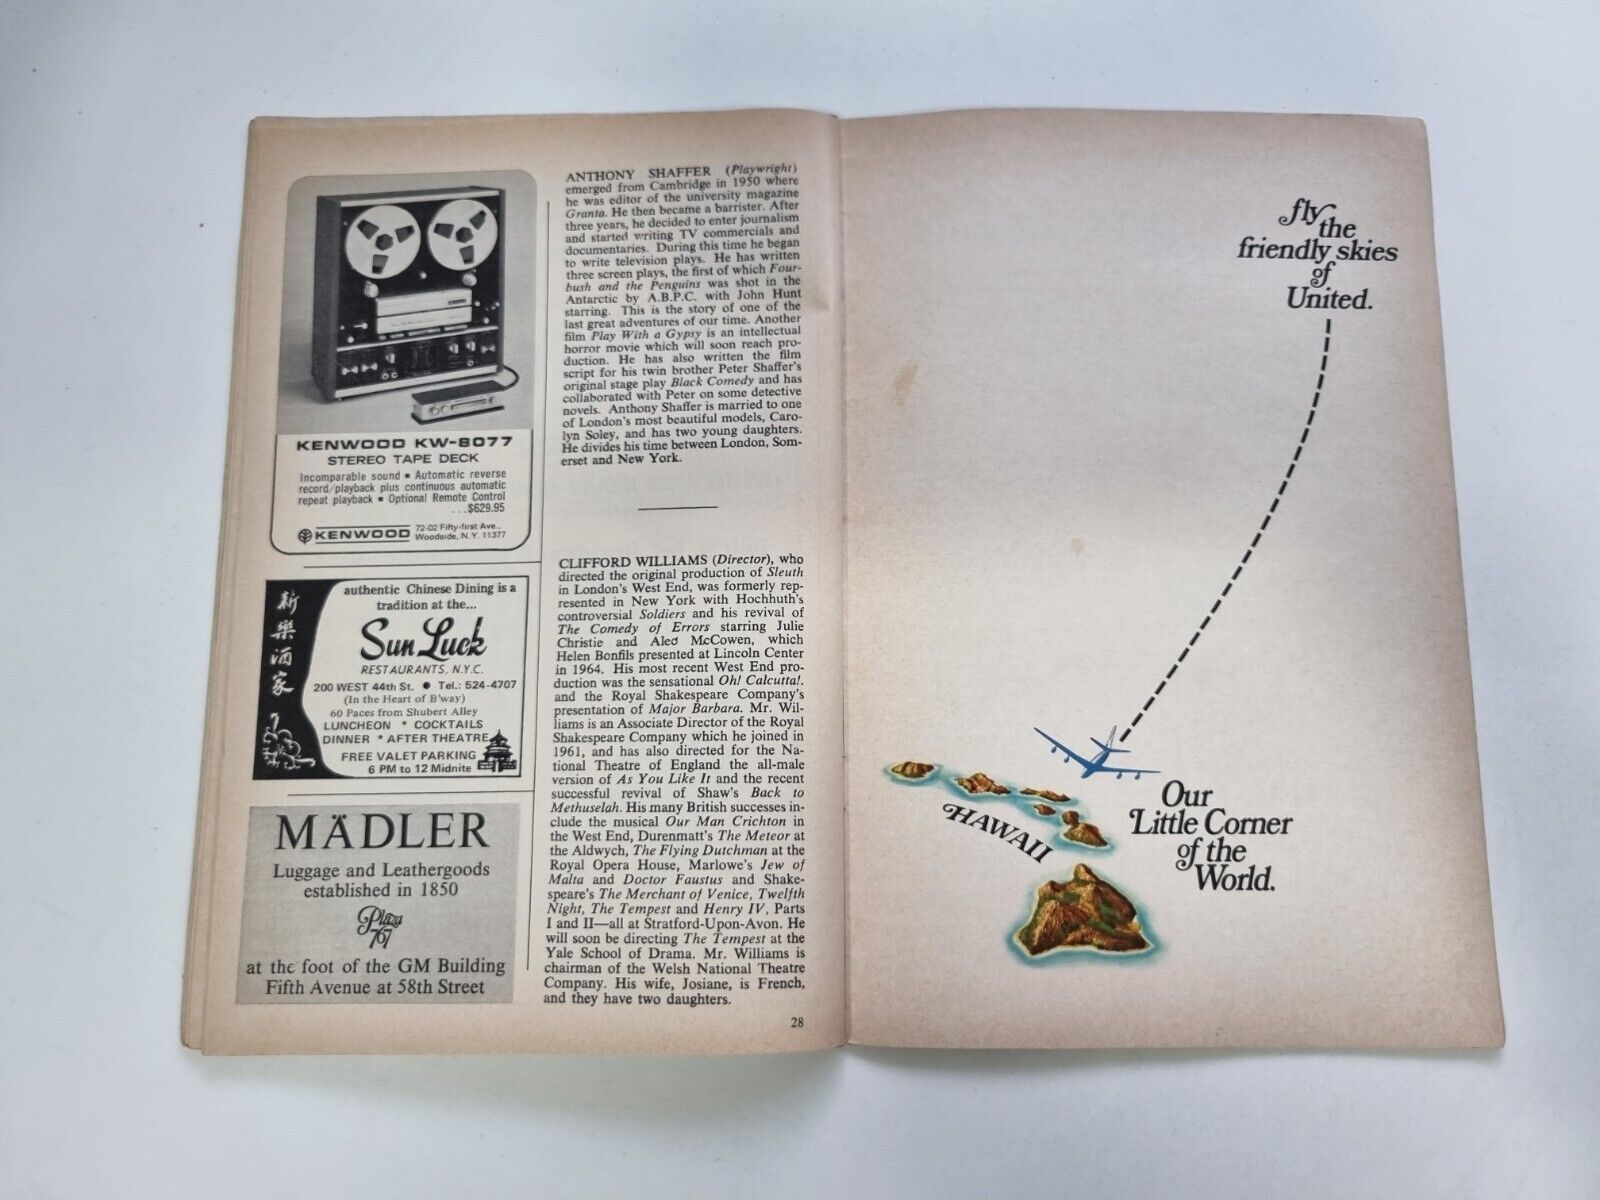 KENWOOD KW-8077
STEREO TAPE DECK
Incomparable sound ▪ Automatic reverse
record/playback plus continuous automatic
repeat playback ▪ Optional Remote Control
...$629.95
KENWOOD
72-02 Fifty-first Ave.,
Woodside, N.Y. 11377
新樂酒家
authentic Chinese Dining is a
tradition at the...
Sun Luck
RESTAURANTS, N.Y.C.
200 WEST 44th St. ● Tel.: 524-4707
(In the Heart of B'way)
60 Paces from Shubert Alley
LUNCHEON * COCKTAILS
DINNER * AFTER THEATRE
FREE VALET PARKING
6 PM to 12 Midnite
MÄDLER
Luggage and Leathergoods
established in 1850
Plaza
767
at the foot of the GM Building
Fifth Avenue at 58th Street
ANTHONY SHAFFER (Playwright)
emerged from Cambridge in 1950 where
he was editor of the university magazine
Granta. He then became a barrister. After
three years, he decided to enter journalism
and started writing TV commercials and
documentaries. During this time he began
to write television plays. He has written
three screen plays, the first of which Four-
bush and the Penguins was shot in the
Antarctic by A.B.P.C. with John Hunt
starring. This is the story of one of the
last great adventures of our time. Another
film Play With a Gypsy is an intellectual
horror movie which will soon reach pro-
duction. He has also written the film
script for his twin brother Peter Shaffer's
original stage play Black Comedy and has
collaborated with Peter on some detective
novels. Anthony Shaffer is married to one
of London's most beautiful models, Caro-
lyn Soley, and has two young daughters.
He divides his time between London, Som-
erset and New York.
CLIFFORD WILLIAMS (Director), who
directed the original production of Sleuth
in London's West End, was formerly rep-
resented in New York with Hochhuth's
controversial Soldiers and his revival of
The Comedy of Errors starring Julie
Christie and Alec McCowen, which
Helen Bonfils presented at Lincoln Center
in 1964. His most recent West End pro-
duction was the sensational Oh! Calcutta!.
and the Royal Shakespeare Company's
presentation of Major Barbara. Mr. Wil-
liams is an Associate Director of the Royal
Shakespeare Company which he joined in
1961, and has also directed for the Na-
tional Theatre of England the all-male
version of As You Like It and the recent
successful revival of Shaw's Back to
Methuselah. His many British successes in-
clude the musical Our Man Crichton in
the West End, Durenmatt's The Meteor at
the Aldwych, The Flying Dutchman at the
Royal Opera House, Marlowe's Jew of
Malta and Doctor Faustus and Shake-
speare's The Merchant of Venice, Twelfth
Night, The Tempest and Henry IV, Parts
I and II—all at Stratford-Upon-Avon. He
will soon be directing The Tempest at the
Yale School of Drama. Mr. Williams is
chairman of the Welsh National Theatre
Company. His wife, Josiane, is French,
and they have two daughters.
28
fly
the
friendly skies
of
United.
HAWAII
Our
Little Corner
of the
World.